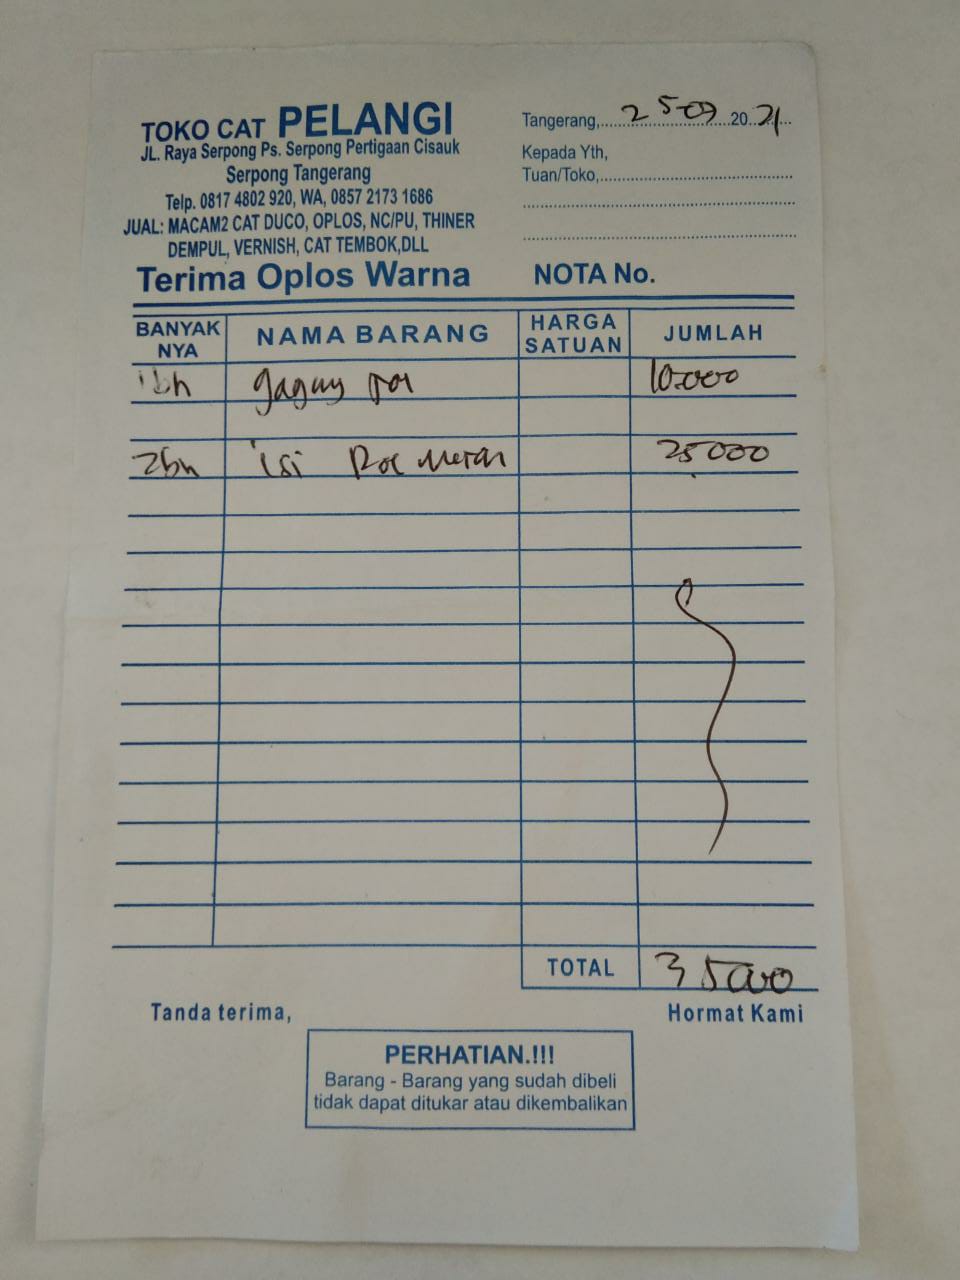 TOKO CAT PELANGI
JL. Raya Serpong Ps. Serpong Pertigaan Cisauk
Serpong Tangerang
Telp. 0817 4802 920, WA, 0857 2173 1686
JUAL: MACAM2 CAT DUCO, OPLOS, NC/PU, THINER
DEMPUL, VERNISH, CAT TEMBOK,DLL
Terima Oplos Warna
Tangerang, 25-09 2021
Kepada Yth,
Tuan/Toko,
NOTA No.
BANYAK NYA NAMA BARANG HARGA SATUAN JUMLAH
1bh gagang rol 10.000
2bh isi Rol 25.000
TOTAL 35000
Tanda terima, Hormat Kami
PERHATIAN.!!!
Barang - Barang yang sudah dibeli
tidak dapat ditukar atau dikembalikan